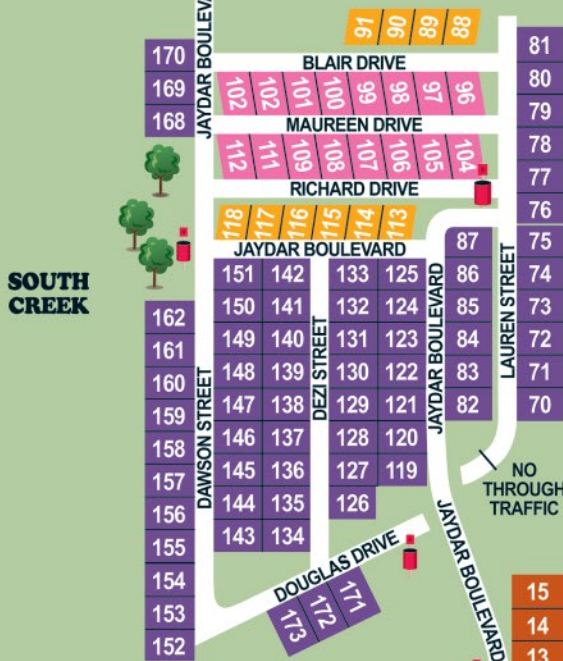 91 90 89 88
JAYDAR BOULEVA
BLAIR DRIVE
170
169
168
102 102 101 100 99 98 97 96
MAUREEN DRIVE
112 111 109 108 107 106 105 104
RICHARD DRIVE
118 117 116 115 114 113
JAYDAR BOULEVARD
81
80
79
78
77
76
75
74
73
72
71
70
LAUREN STREET
87
86
85
84
83
82
JAYDAR BOULEVARD
SOUTH
CREEK
162
161
160
159
158
157
156
155
154
153
152
DAWSON STREET
151 142
150 141
149 140
148 139
147 138
146 137
145 136
144 135
143 134
DEZI STREET
133 125
132 124
131 123
130 122
129 121
128 120
127 119
126
NO
THROUGH
TRAFFIC
DOUGLAS DRIVE
JAYDAR BOULEVARD
173 172 171
15
14
13